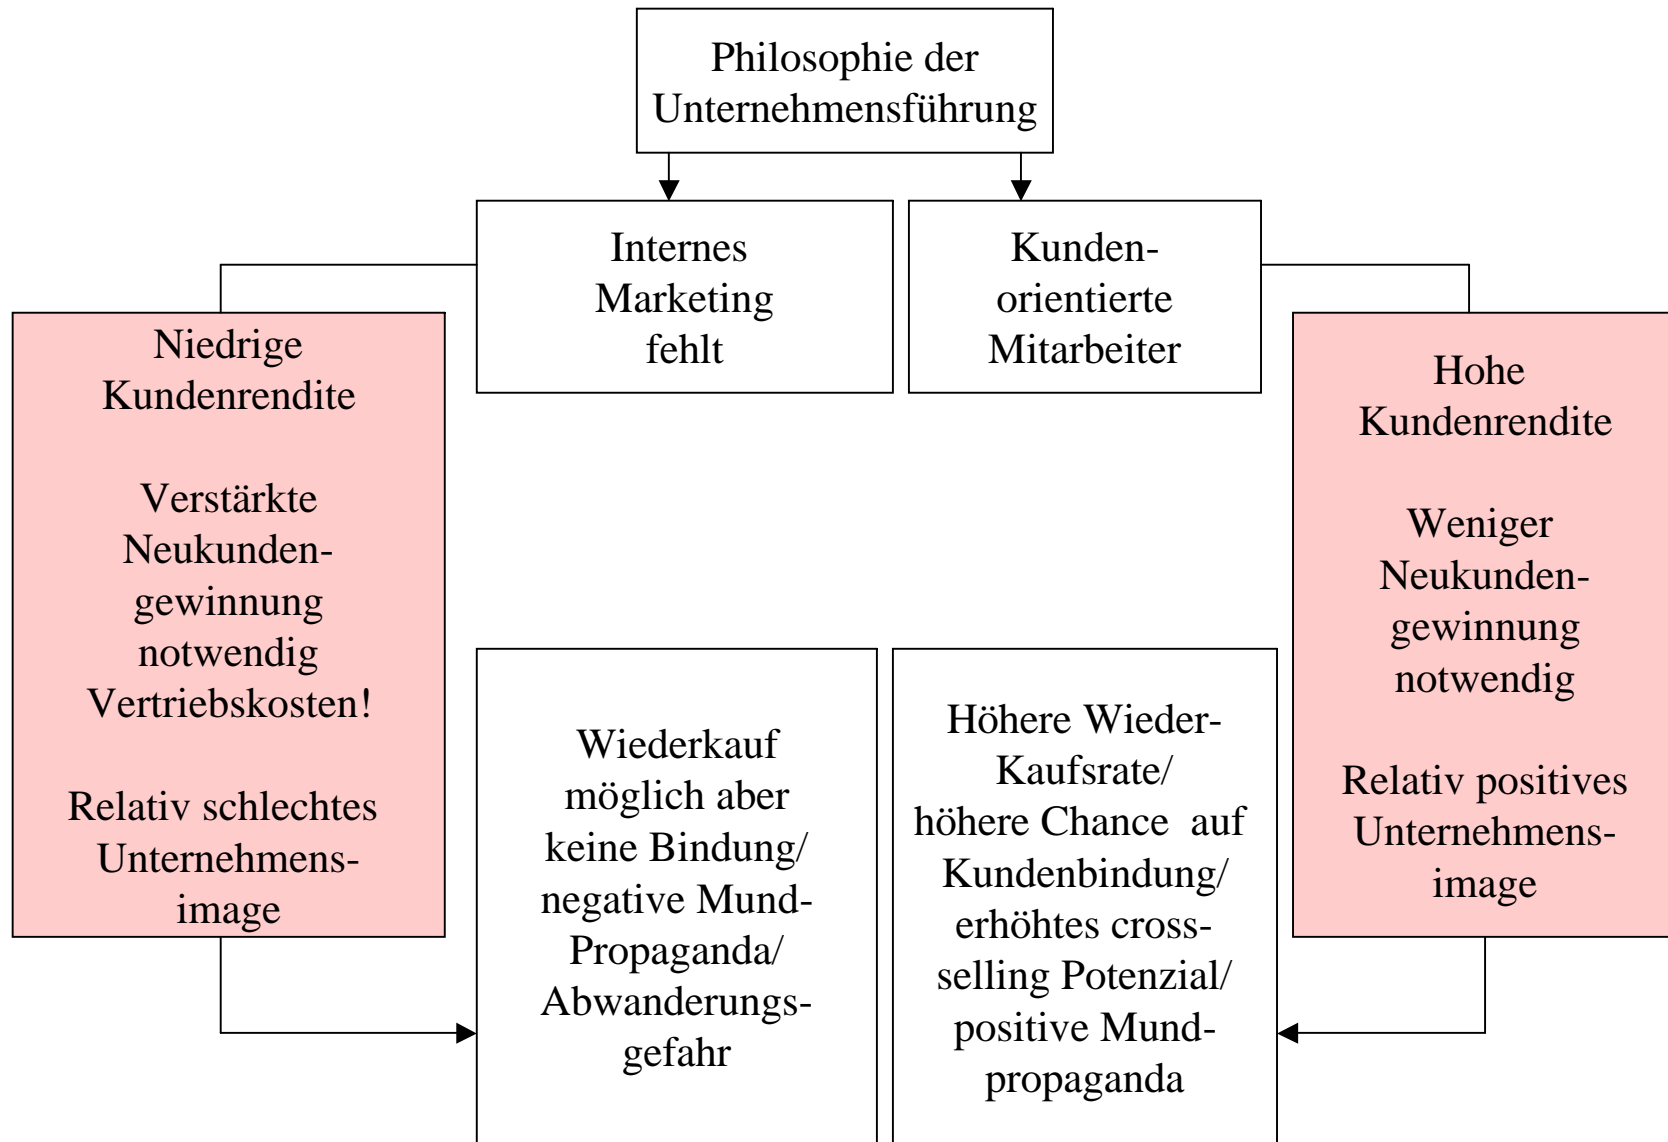 Philosophie der
Unternehmensführung
Internes
Marketing
fehlt
Kunden-
orientierte
Mitarbeiter
Niedrige
Kundenrendite
Verstärkte
Neukunden-
gewinnung
notwendig
Vertriebskosten!
Relativ schlechtes
Unternehmens-
image
Hohe
Kundenrendite
Weniger
Neukunden-
gewinnung
notwendig
Relativ positives
Unternehmens-
image
Wiederkauf
möglich aber
keine Bindung/
negative Mund-
Propaganda/
Abwanderungs-
gefahr
Höhere Wieder-
Kaufsrate/
höhere Chance  auf
Kundenbindung/
erhöhtes cross-
selling Potenzial/
positive Mund-
propaganda